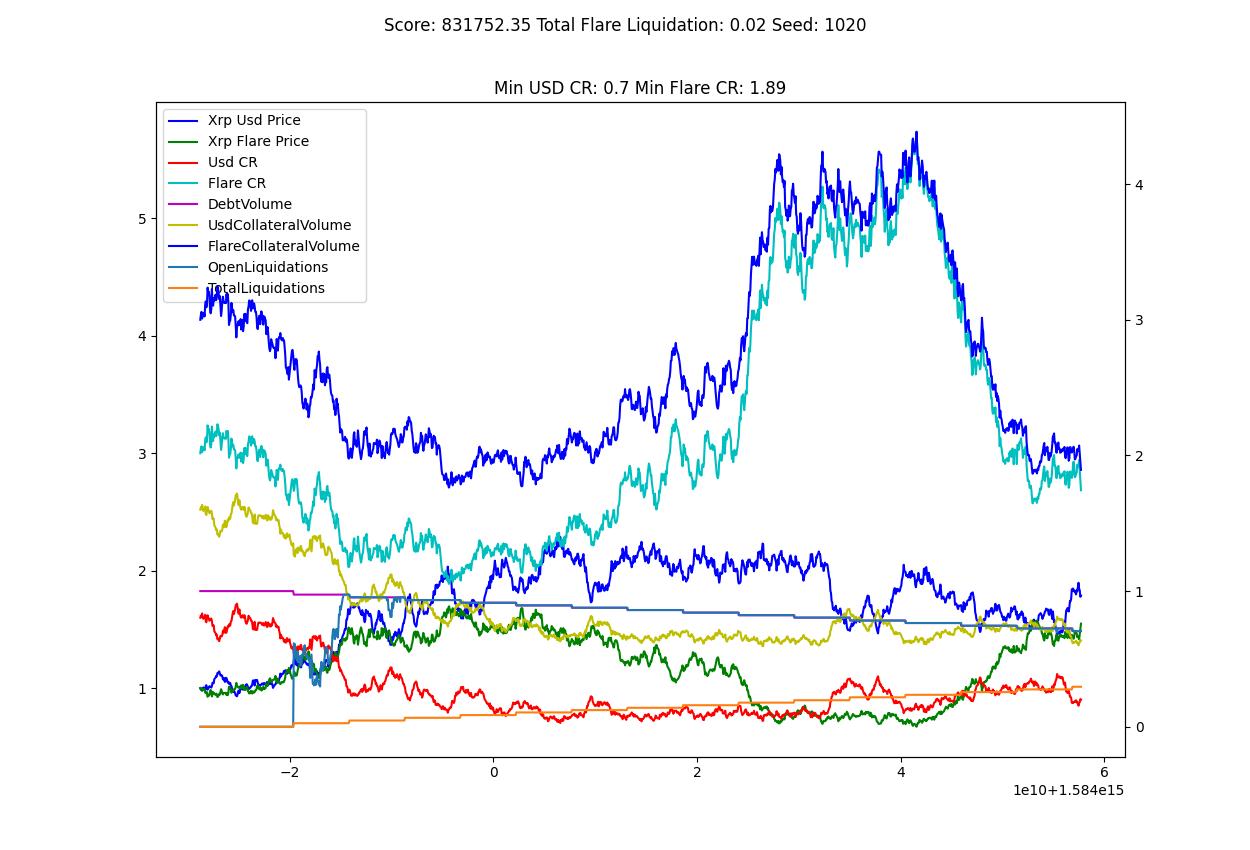 Score: 831752.35 Total Flare Liquidation: 0.02 Seed: 1020
Min USD CR: 0.7 Min Flare CR: 1.89
Xrp Usd Price
Xrp Flare Price
Usd CR
Flare CR
DebtVolume
UsdCollateralVolume
FlareCollateralVolume
OpenLiquidations
TotalLiquidations
5
4
3
2
1
4
3
2
1
0
−2 0 2 4 6
1e10+1.584e15